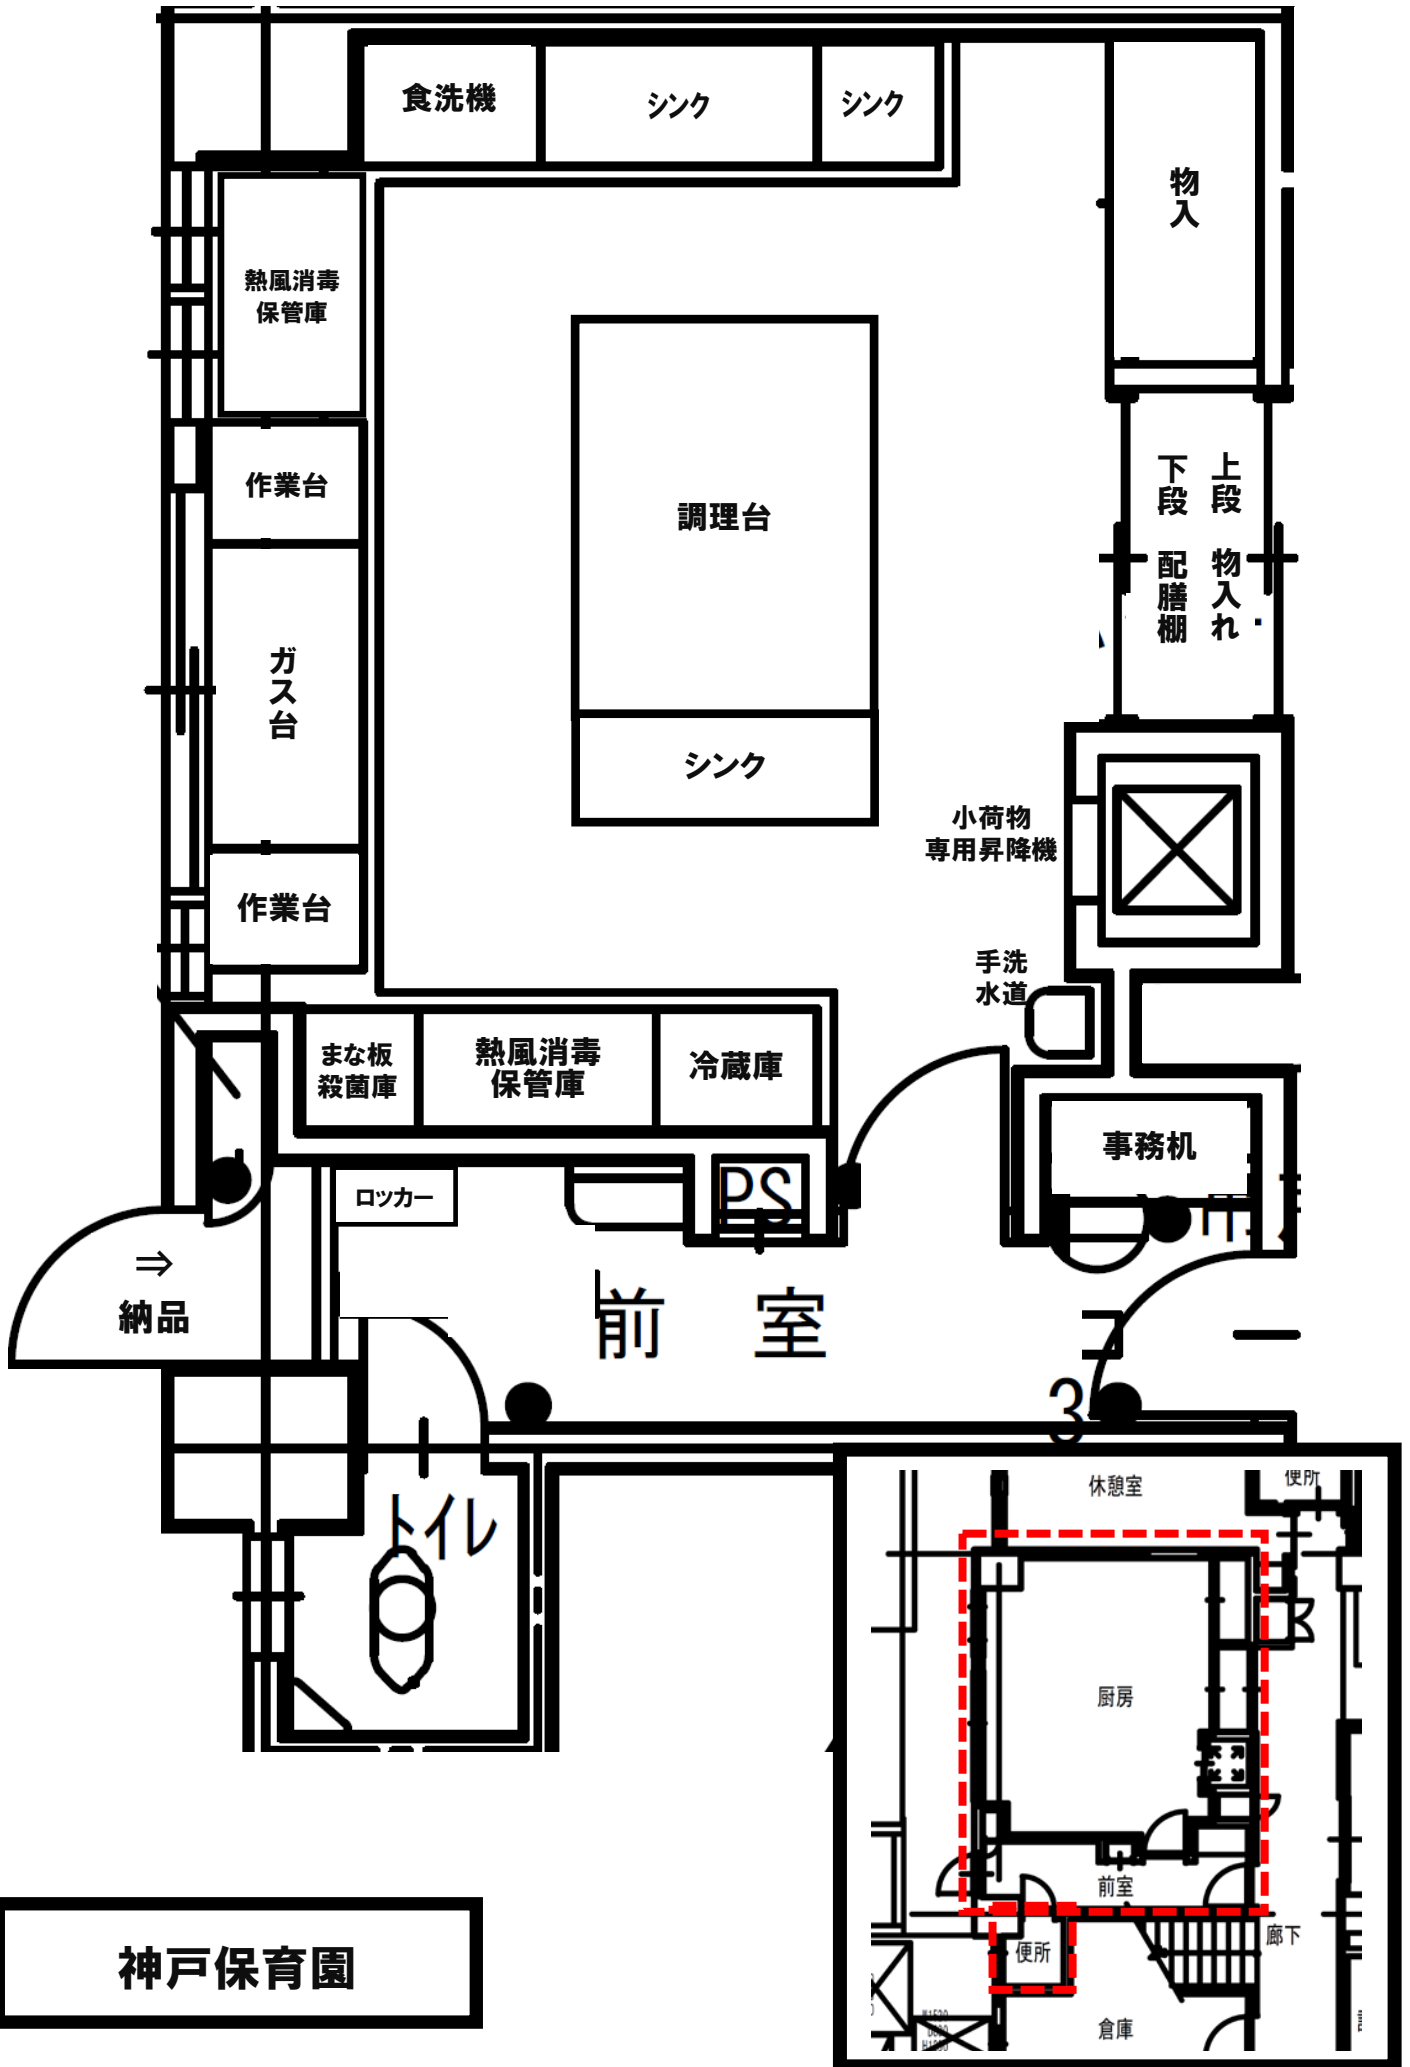 食洗機
シンク
シンク
物入
熱風消毒
保管庫
作業台
調理台
上段 物入れ
下段 配膳棚
ガス台
シンク
小荷物
専用昇降機
作業台
手洗
水道
まな板
殺菌庫
熱風消毒
保管庫
冷蔵庫
事務机
PS
ロッカー
⇒
納品
前室
3
トイレ
休憩室
便所
厨房
前室
廊下
便所
倉庫
神戸保育園